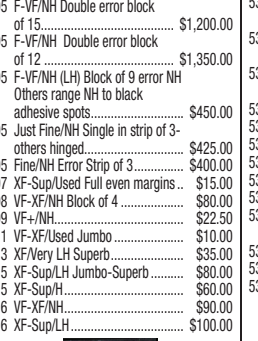 5 F-VF/NH Double error block
of 15.................................... $1,200.00
5 F-VF/NH Double error block
of 12 ................................... $1,350.00
5 F-VF/NH (LH) Block of 9 error NH
Others range NH to black
adhesive spots........................ $450.00
5 Just Fine/NH Single in strip of 3-
others hinged.......................... $425.00
5 Fine/NH Error Strip of 3............... $400.00
7 XF-Sup/Used Full even margins .. $15.00
8 VF-XF/NH Block of 4 ................... $80.00
9 VF+/NH...................................... $22.50
1 VF-XF/Used Jumbo ..................... $10.00
3 XF/Very LH Superb...................... $35.00
5 XF-Sup/LH Jumbo-Superb .......... $80.00
5 XF-Sup/H................................... $60.00
6 VF-XF/NH................................... $90.00
6 XF-Sup/LH................................ $100.00